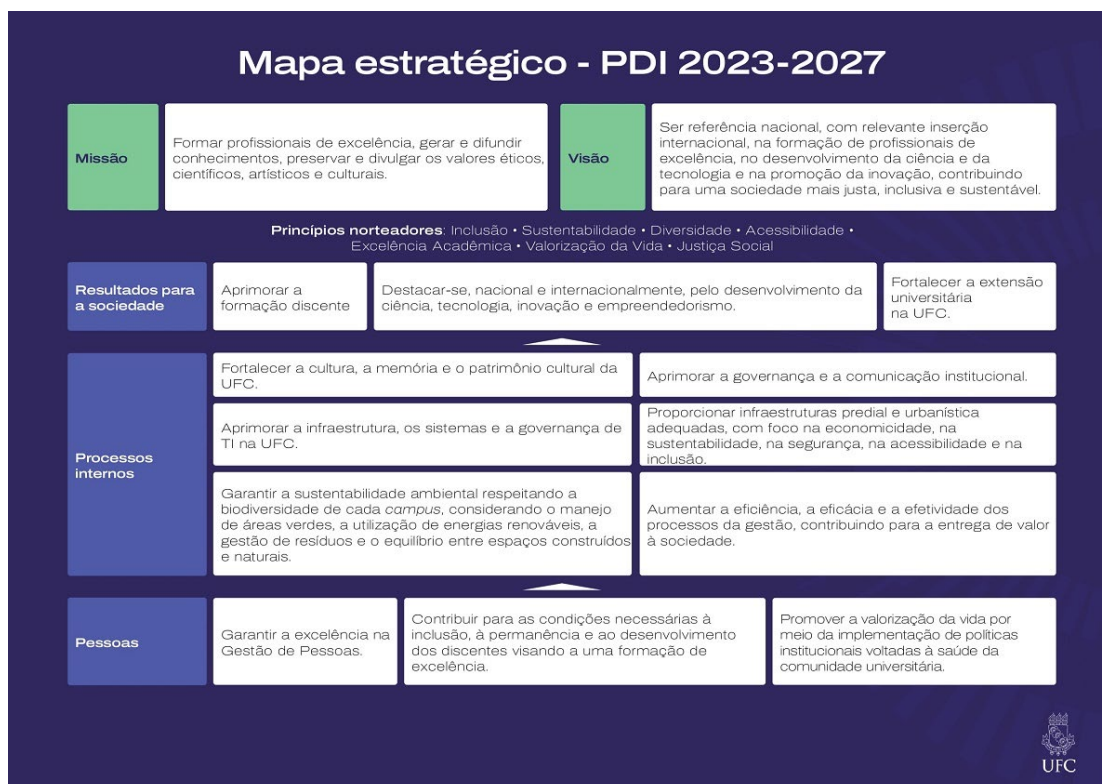 Mapa estratégico - PDI 2023-2027
Missão
Formar profissionais de excelência, gerar e difundir
conhecimentos, preservar e divulgar os valores éticos,
científicos, artísticos e culturais.
Visão
Ser referência nacional, com relevante inserção
internacional, na formação de profissionais de
excelência, no desenvolvimento da ciência e da
tecnologia e na promoção da inovação, contribuindo
para uma sociedade mais justa, inclusiva e sustentável.
Princípios norteadores: Inclusão • Sustentabilidade • Diversidade • Acessibilidade •
Excelência Acadêmica • Valorização da Vida • Justiça Social
Resultados para
a sociedade
Aprimorar a
formação discente
Destacar-se, nacional e internacionalmente, pelo desenvolvimento da
ciência, tecnologia, inovação e empreendedorismo.
Fortalecer a extensão
universitária
na UFC.
Processos
internos
Fortalecer a cultura, a memória e o patrimônio cultural da
UFC.
Aprimorar a governança e a comunicação institucional.
Aprimorar a infraestrutura, os sistemas e a governança de
TI na UFC.
Proporcionar infraestruturas predial e urbanística
adequadas, com foco na economicidade, na
sustentabilidade, na segurança, na acessibilidade e na
inclusão.
Garantir a sustentabilidade ambiental respeitando a
biodiversidade de cada campus, considerando o manejo
de áreas verdes, a utilização de energias renováveis, a
gestão de resíduos e o equilíbrio entre espaços construídos
e naturais.
Aumentar a eficiência, a eficácia e a efetividade dos
processos da gestão, contribuindo para a entrega de valor
à sociedade.
Pessoas
Garantir a excelência na
Gestão de Pessoas.
Contribuir para as condições necessárias à
inclusão, à permanência e ao desenvolvimento
dos discentes visando a uma formação de
excelência.
Promover a valorização da vida por
meio da implementação de políticas
institucionais voltadas à saúde da
comunidade universitária.
UFC